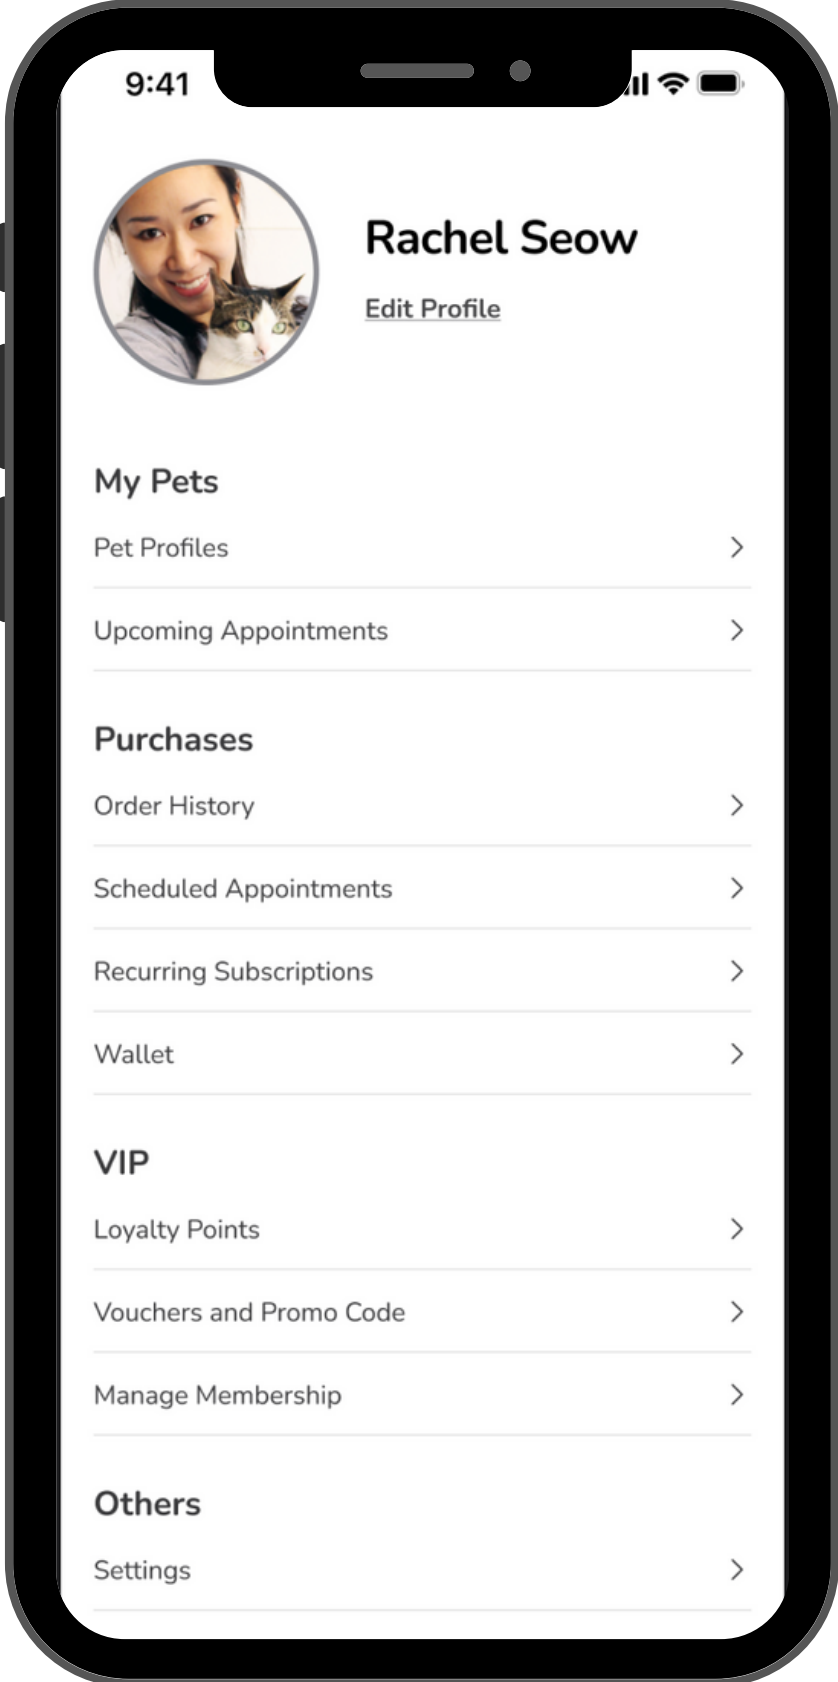 9:41
Rachel Seow
Edit Profile
My Pets
Pet Profiles
Upcoming Appointments
Purchases
Order History
Scheduled Appointments
Recurring Subscriptions
Wallet
VIP
Loyalty Points
Vouchers and Promo Code
Manage Membership
Others
Settings